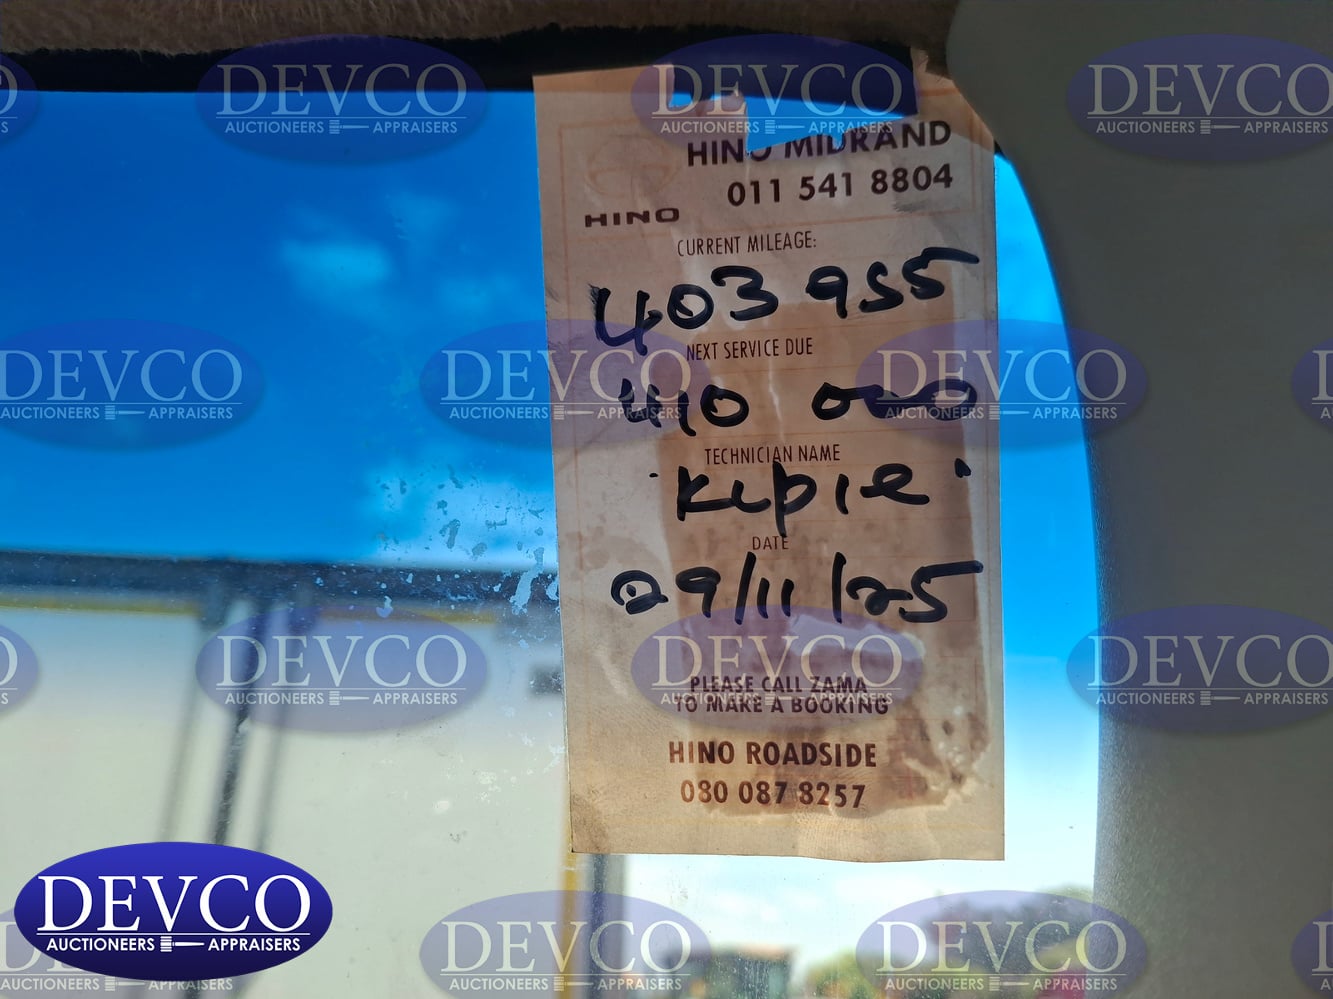 HINO MIDRAND
011 541 8804
HINO
CURRENT MILEAGE:
403 955
NEXT SERVICE DUE
410 000
TECHNICIAN NAME
DATE
29/11/25
PLEASE CALL ZAMA
TO MAKE A BOOKING
HINO ROADSIDE
080 087 8257
DEVCO
AUCTIONEERS APPRAISERS